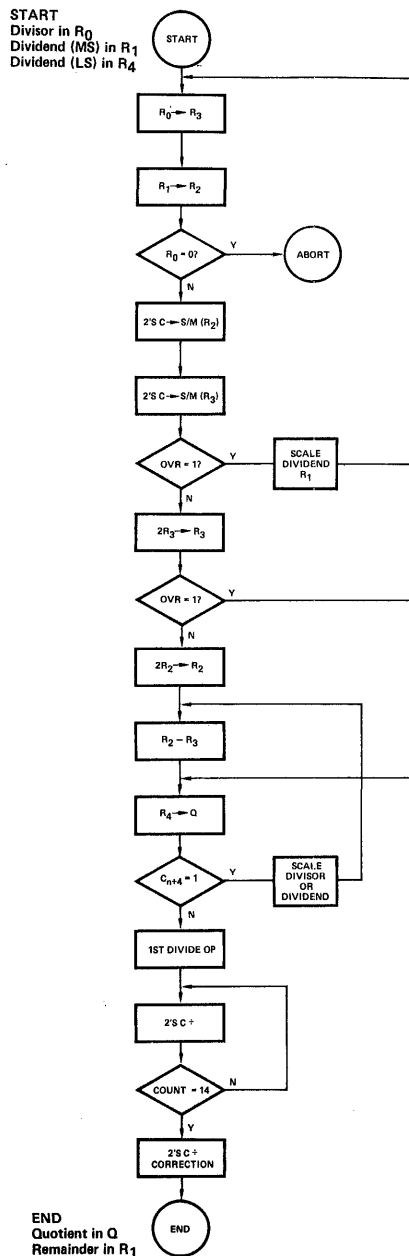 START
Divisor in R0
Dividend (MS) in R1
Dividend (LS) in R4
START
R0 → R3
R1 → R2
R0 = 0?
Y
ABORT
N
2'S C → S/M (R2)
2'S C → S/M (R3)
OVR = 1?
Y
SCALE
DIVIDEND
R1
N
2R3 → R3
OVR = 1?
Y
N
2R2 → R2
R2 – R3
R4 → Q
Cn+4 = 1
Y
SCALE
DIVISOR
OR
DIVIDEND
N
1ST DIVIDE OP
2'S C ÷
COUNT = 14
N
Y
2'S C ÷
CORRECTION
END
END
Quotient in Q
Remainder in R1